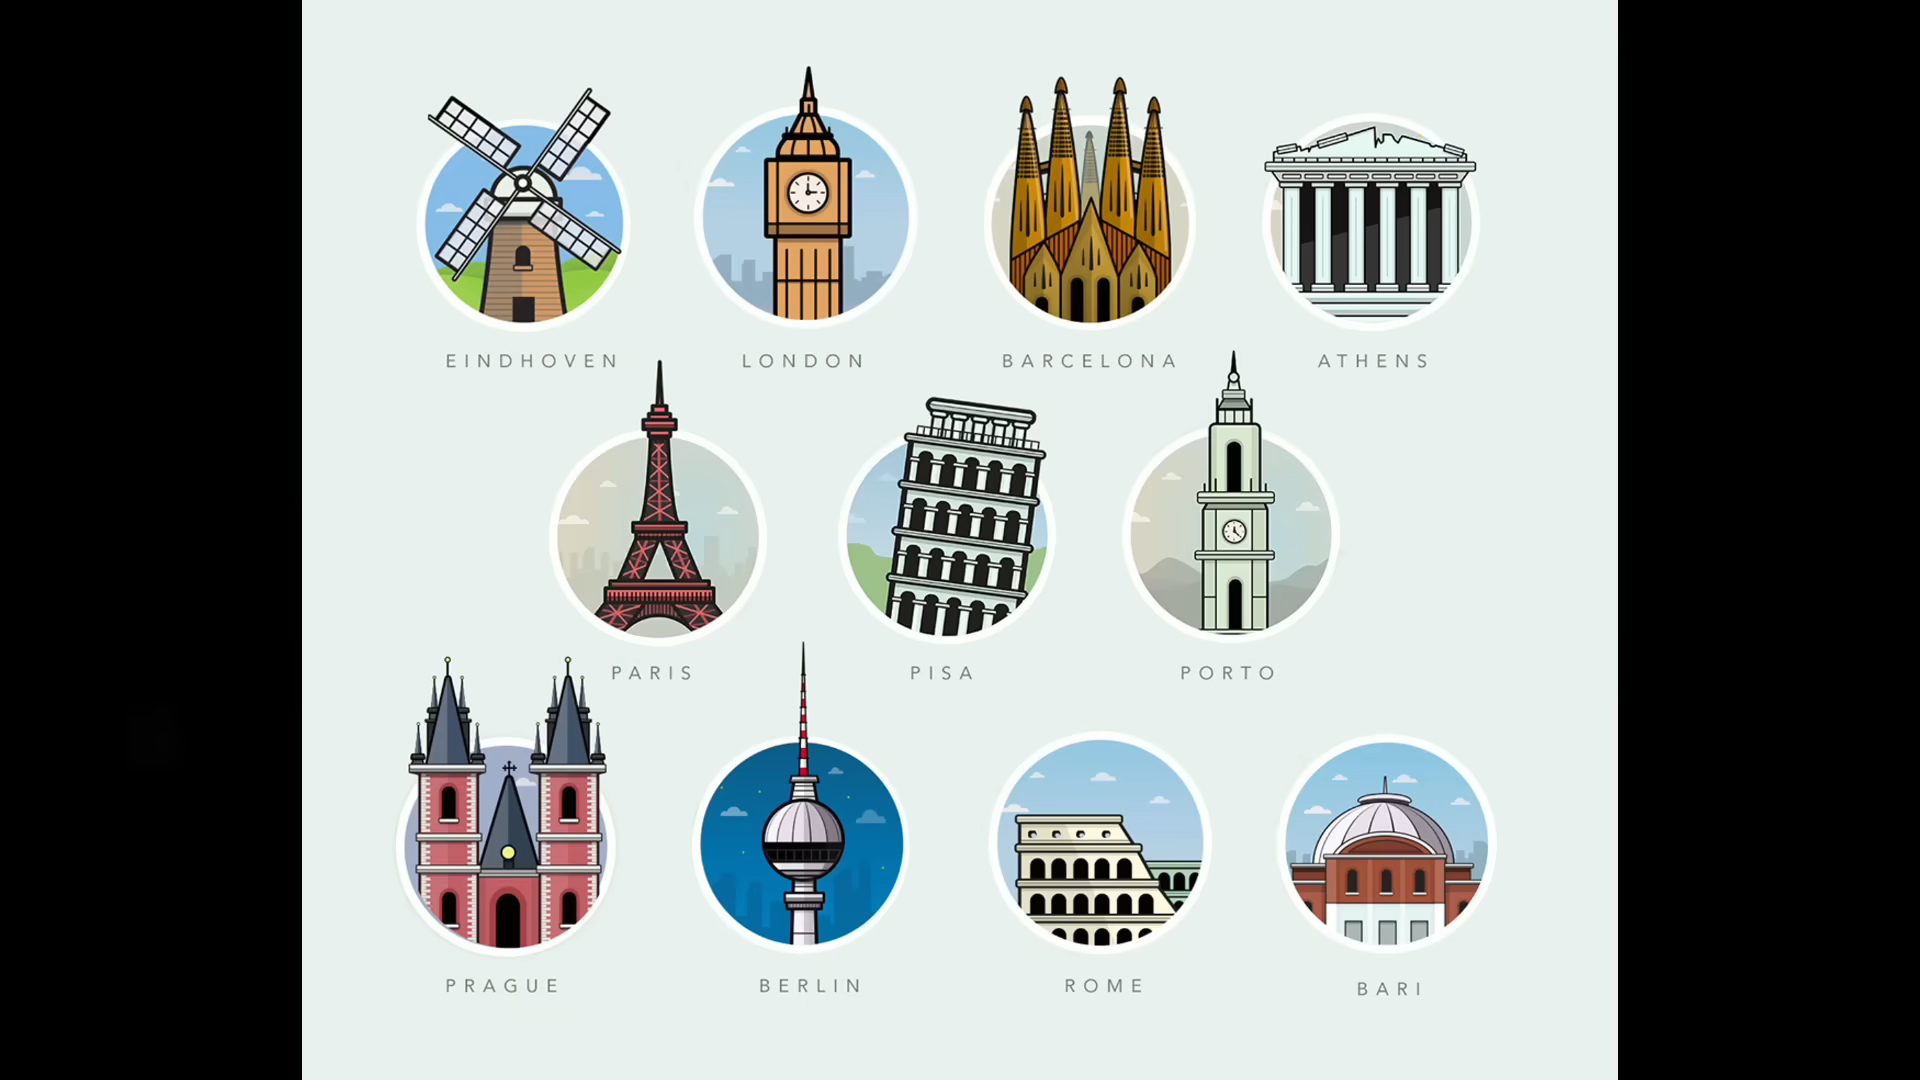 EINDHOVEN
LONDON
BARCELONA
ATHENS
PARIS
PISA
PORTO
PRAGUE
BERLIN
ROME
BARI